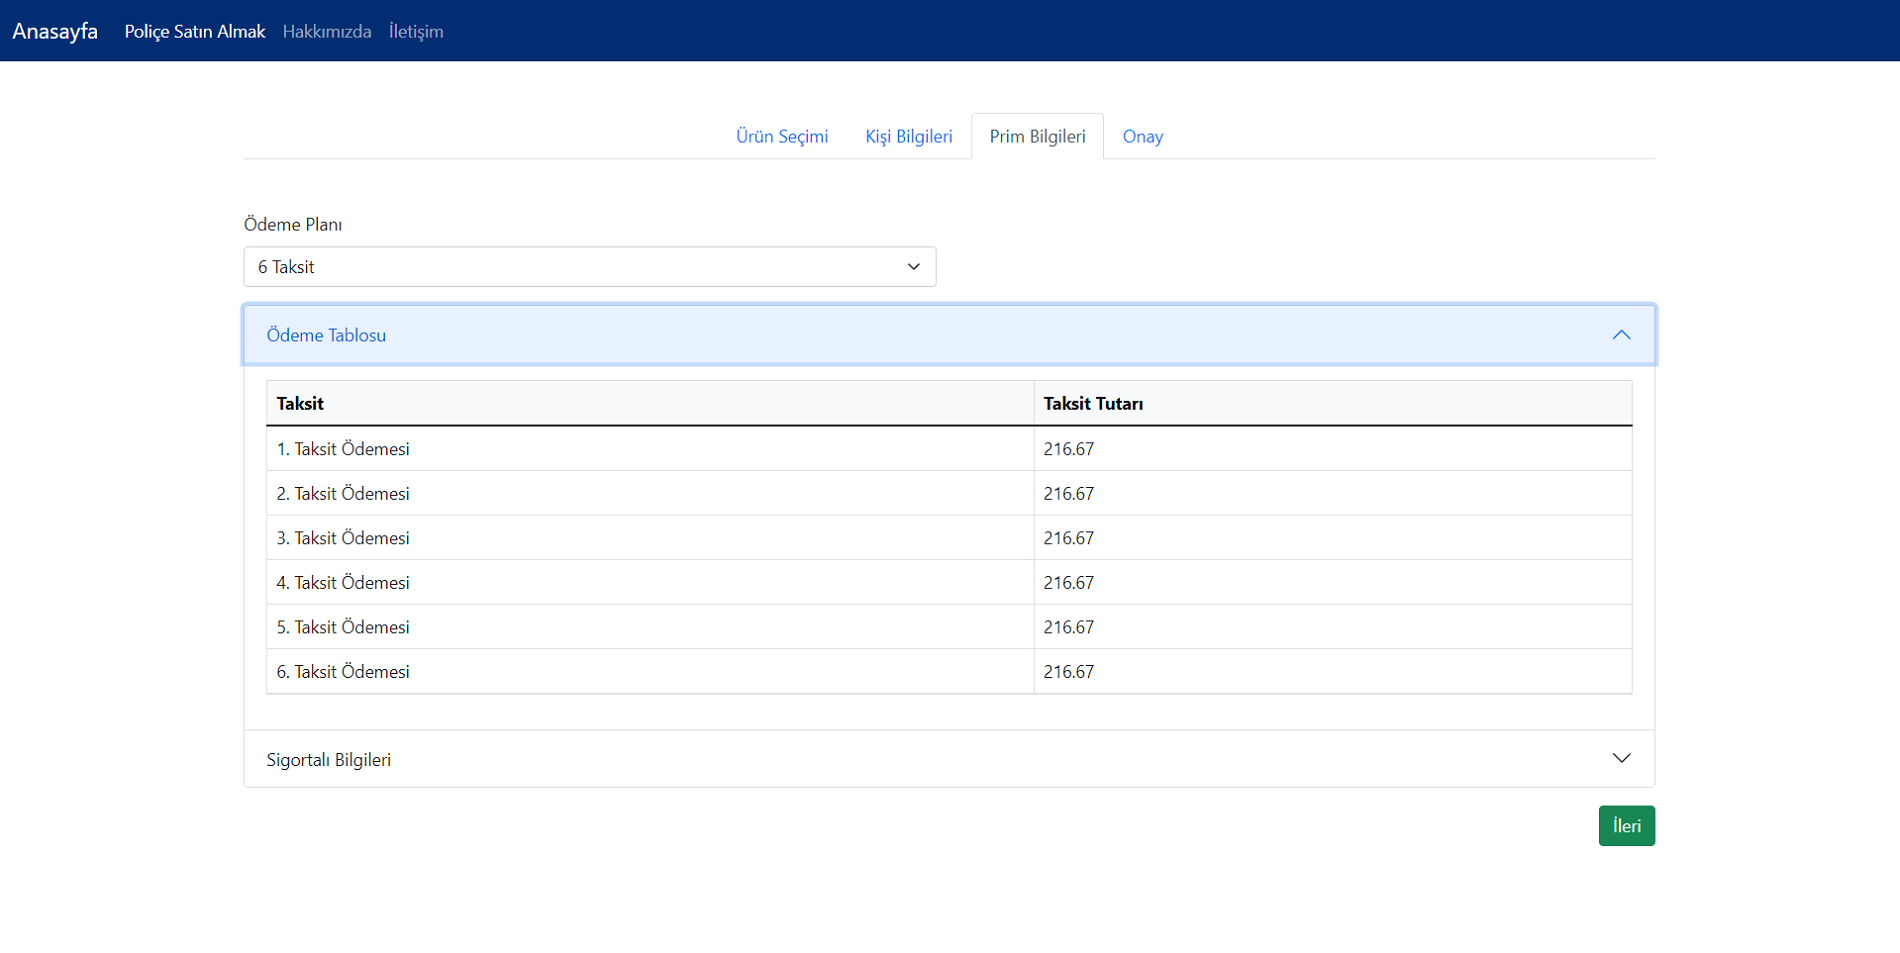 Anasayfa Poliçe Satın Almak Hakkımızda İletişim
Ürün Seçimi Kişi Bilgileri Prim Bilgileri Onay
Ödeme Planı
6 Taksit
Ödeme Tablosu
Taksit Taksit Tutarı
1. Taksit Ödemesi 216.67
2. Taksit Ödemesi 216.67
3. Taksit Ödemesi 216.67
4. Taksit Ödemesi 216.67
5. Taksit Ödemesi 216.67
6. Taksit Ödemesi 216.67
Sigortalı Bilgileri
İleri